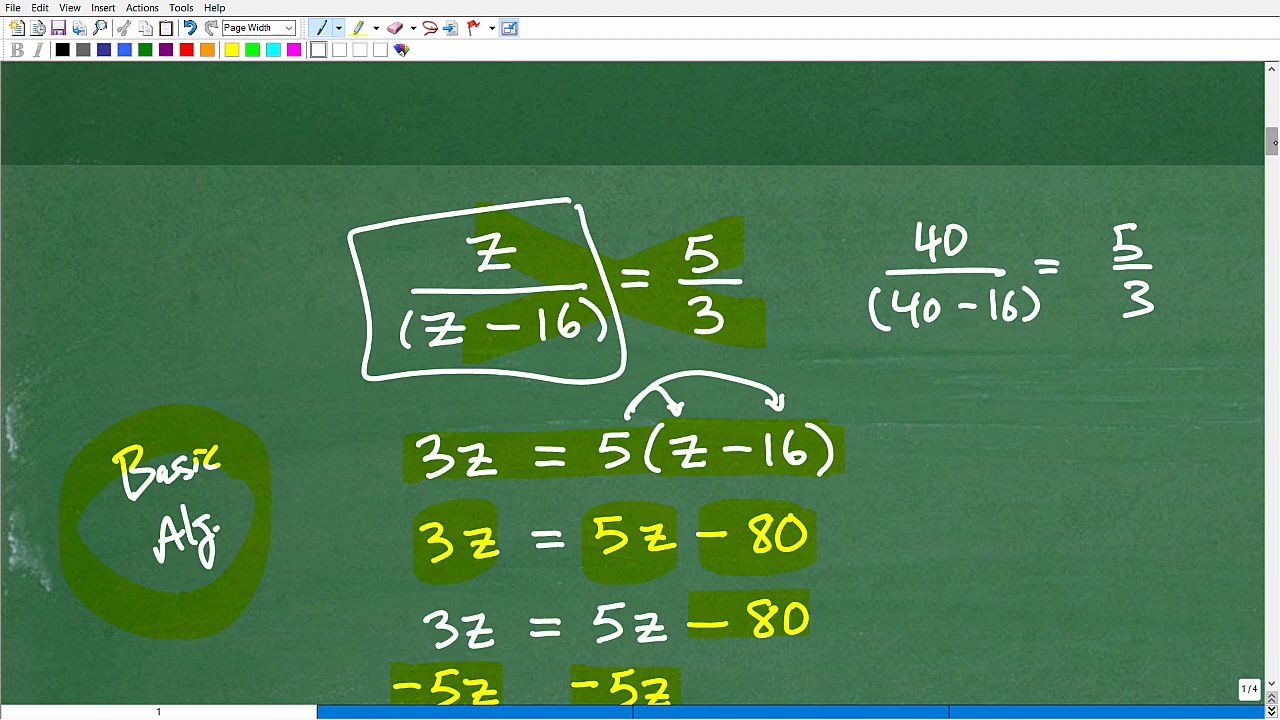 File Edit View Insert Actions Tools Help
Page Width
B I
z/(z - 16) = 5/3
40/(40 - 16) = 5/3
3z = 5(z - 16)
Basic
Alg.
3z = 5z - 80
3z = 5z - 80
-5z -5z
1/4
1